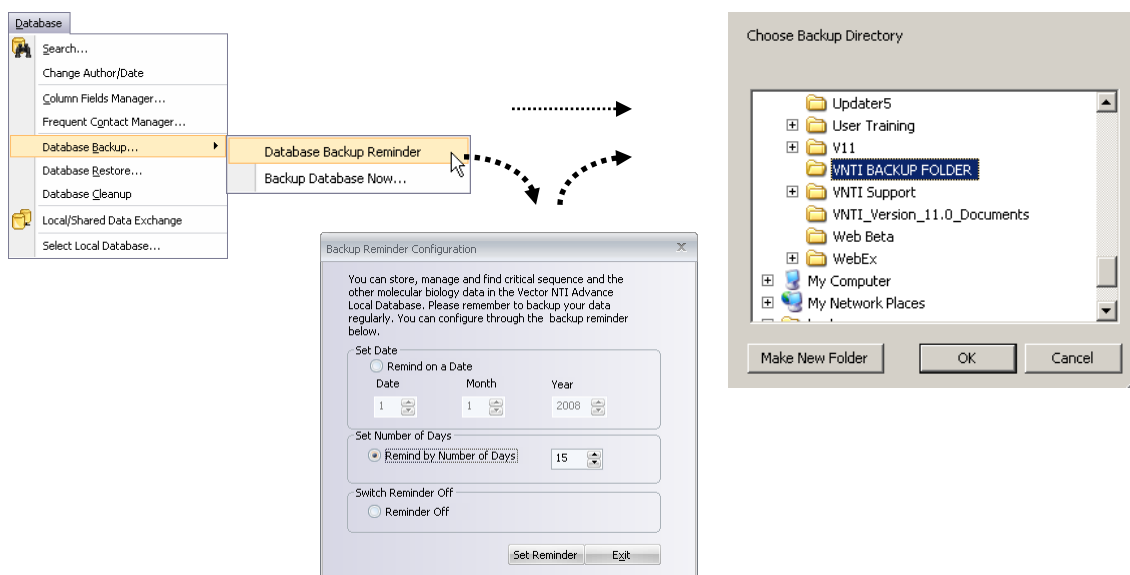 Database
Search...
Change Author/Date
Column Fields Manager...
Frequent Contact Manager...
Database Backup...
Database Restore...
Database Cleanup
Local/Shared Data Exchange
Select Local Database...
Database Backup Reminder
Backup Database Now...
Backup Reminder Configuration
You can store, manage and find critical sequence and the
other molecular biology data in the Vector NTI Advance
Local Database. Please remember to backup your data
regularly. You can configure through the backup reminder
below.
Set Date
Remind on a Date
Date Month Year
1 1 2008
Set Number of Days
Remind by Number of Days 15
Switch Reminder Off
Reminder Off
Set Reminder Exit
Choose Backup Directory
Updater5
User Training
V11
VNTI BACKUP FOLDER
VNTI Support
VNTI_Version_11.0_Documents
Web Beta
WebEx
My Computer
My Network Places
Make New Folder OK Cancel